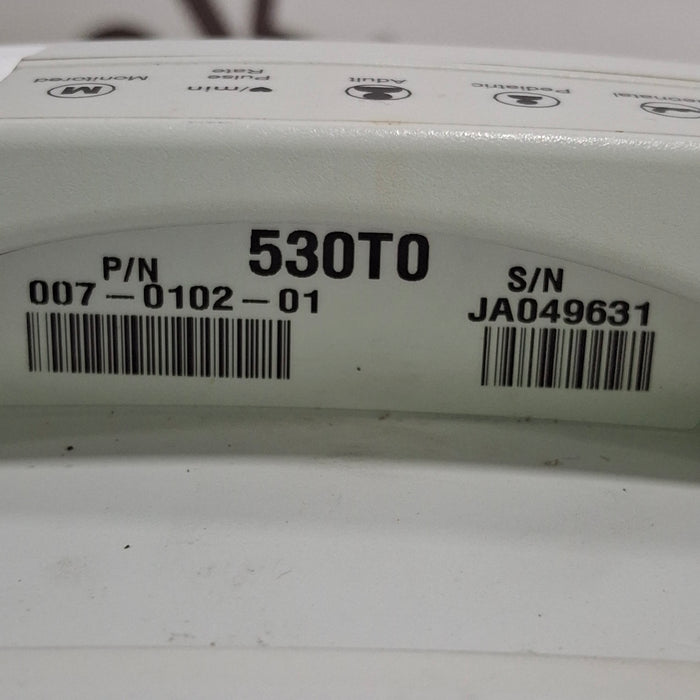 Monitored
M
Pulse
Rate
/min
Adult
Pediatric
530T0
P/N
007-0102-01
S/N
JA049631